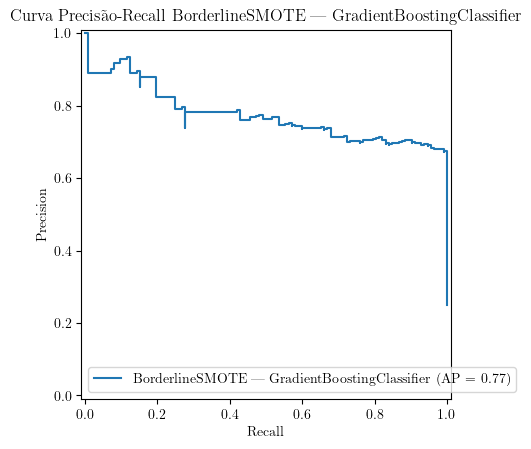 Curva Precisão-Recall BorderlineSMOTE — GradientBoostingClassifier
1.0
0.8
0.6
0.4
0.2
0.0
Precision
BorderlineSMOTE — GradientBoostingClassifier (AP = 0.77)
0.0 0.2 0.4 0.6 0.8 1.0
Recall